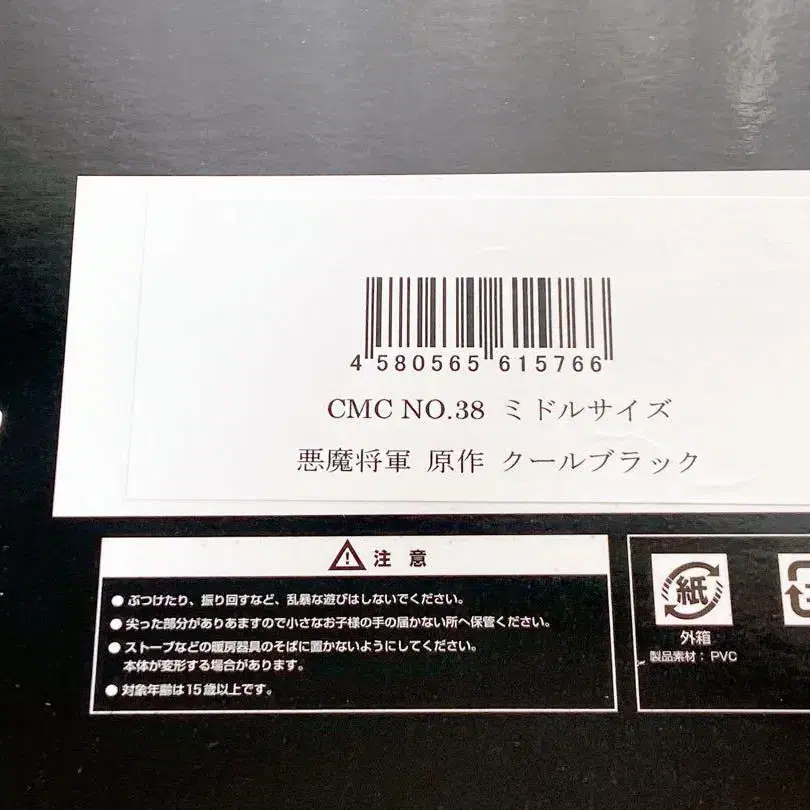 4 580565 615766
CMC NO.38 ミドルサイズ
悪魔将軍 原作 クールブラック
注意
●ぶつけたり、振り回すなど、乱暴な遊びはしないでください。
●尖った部分がありあますので小さなお子様の手の届かない所へ保管ください。
●ストーブなどの暖房器具のそばに置かないようにしてください。
本体が変形する場合があります。
●対象年齢は15歳以上です。
紙
外箱
製品素材：PVC